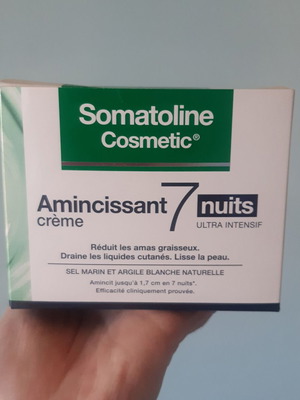 Somatoline
Cosmetic®
Amincissant 7 nuits
crème ULTRA INTENSIF
Réduit les amas graisseux.
Draine les liquides cutanés. Lisse la peau.
SEL MARIN ET ARGILE BLANCHE NATURELLE
Amincit jusqu'à 1,7 cm en 7 nuits*.
Efficacité cliniquement prouvée.